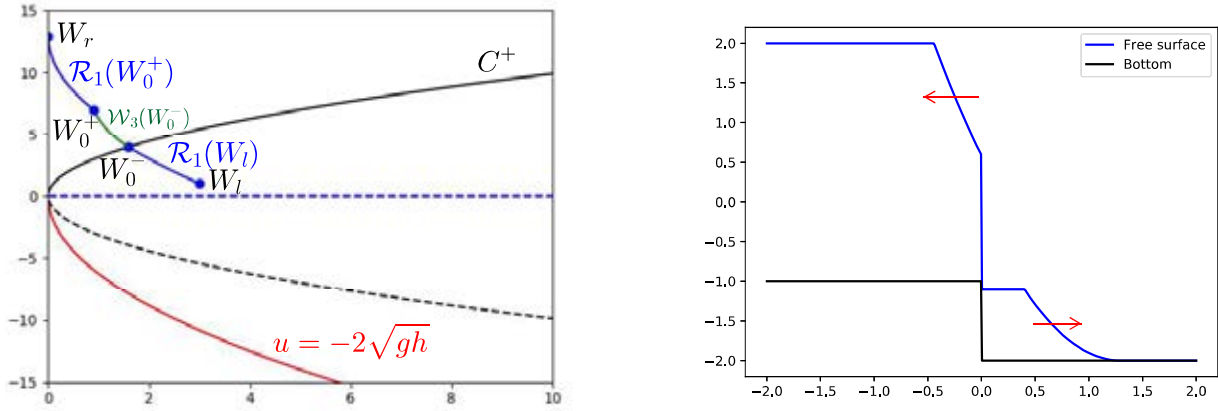 15
10
5
0
−5
−10
−15
0
2
4
6
8
10
W_r
R_1(W_0^+)
C^+
W_0^+
W_3(W_0^-)
R_1(W_l)
W_0^-
W_l
u = −2√gh
2.0
1.5
1.0
0.5
0.0
−0.5
−1.0
−1.5
−2.0
−2.0
−1.5
−1.0
−0.5
0.0
0.5
1.0
1.5
2.0
Free surface
Bottom